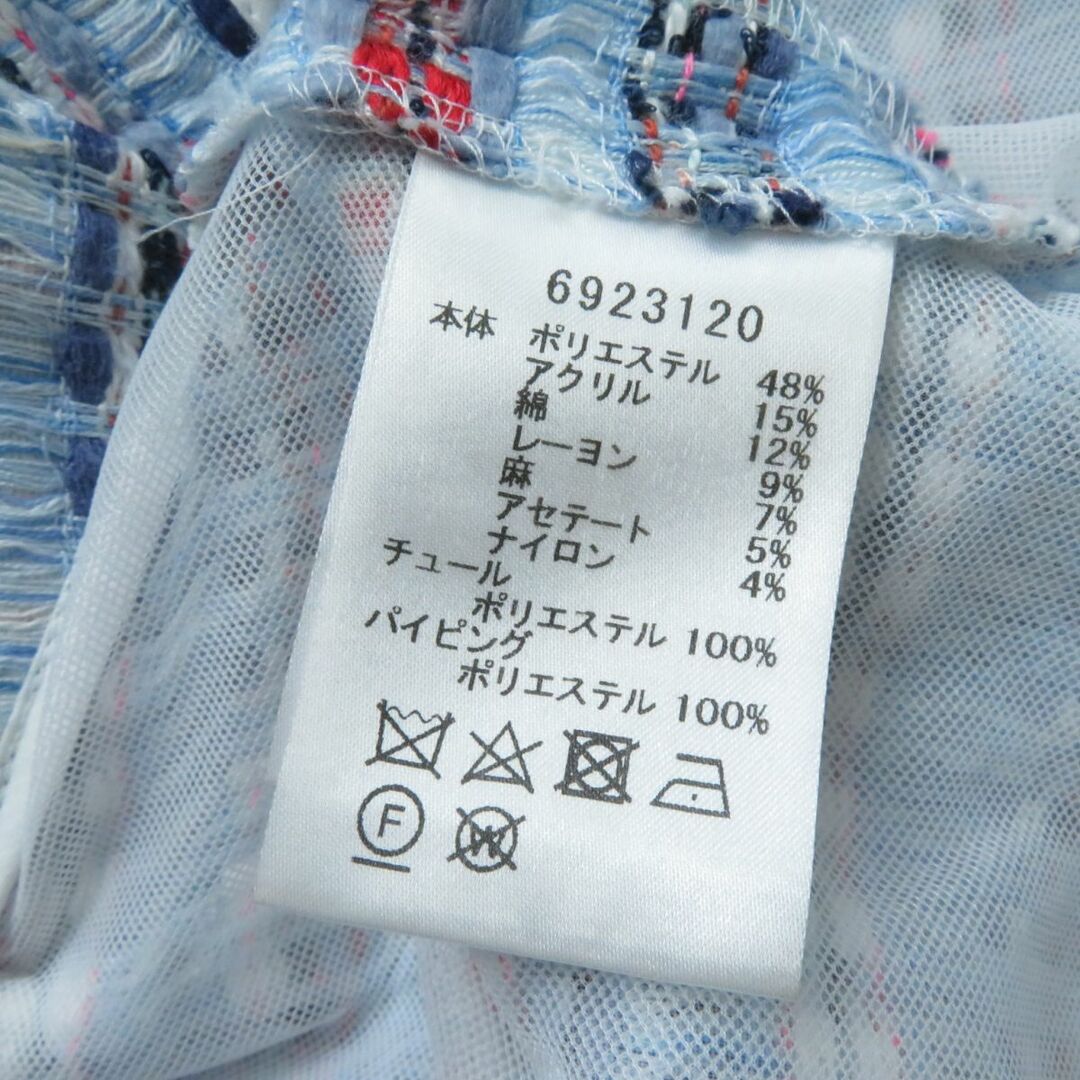 6923120
本体 ポリエステル 48%
アクリル 15%
綿 12%
レーヨン 9%
麻 7%
アセテート 5%
ナイロン 4%
チュール
ポリエステル 100%
パイピング
ポリエステル 100%
F W